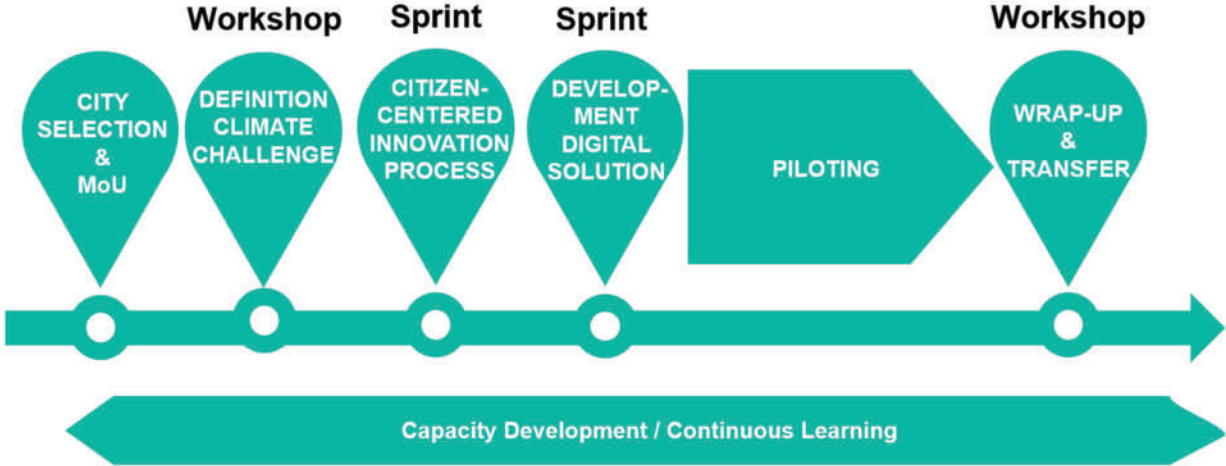 Workshop
Sprint
Sprint
Workshop
CITY
SELECTION
&
MoU
DEFINITION
CLIMATE
CHALLENGE
CITIZEN-
CENTERED
INNOVATION
PROCESS
DEVELOP-
MENT
DIGITAL
SOLUTION
PILOTING
WRAP-UP
&
TRANSFER
Capacity Development / Continuous Learning